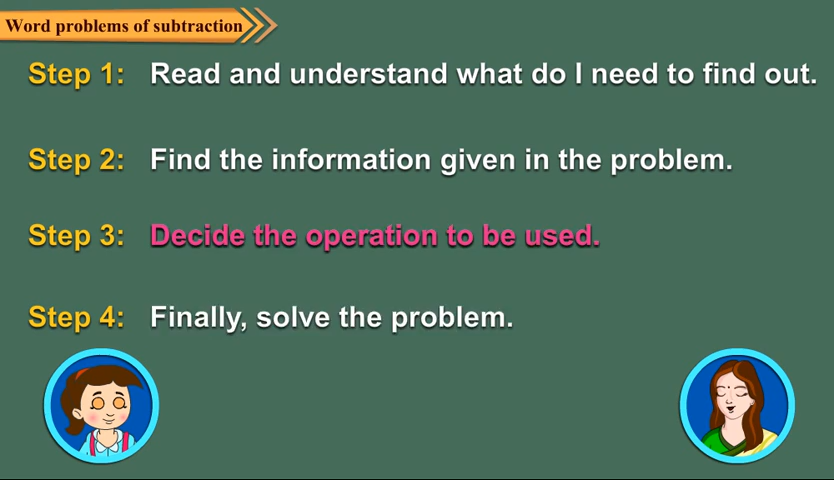 Word problems of subtraction
Step 1: Read and understand what do I need to find out.
Step 2: Find the information given in the problem.
Step 3: Decide the operation to be used.
Step 4: Finally, solve the problem.